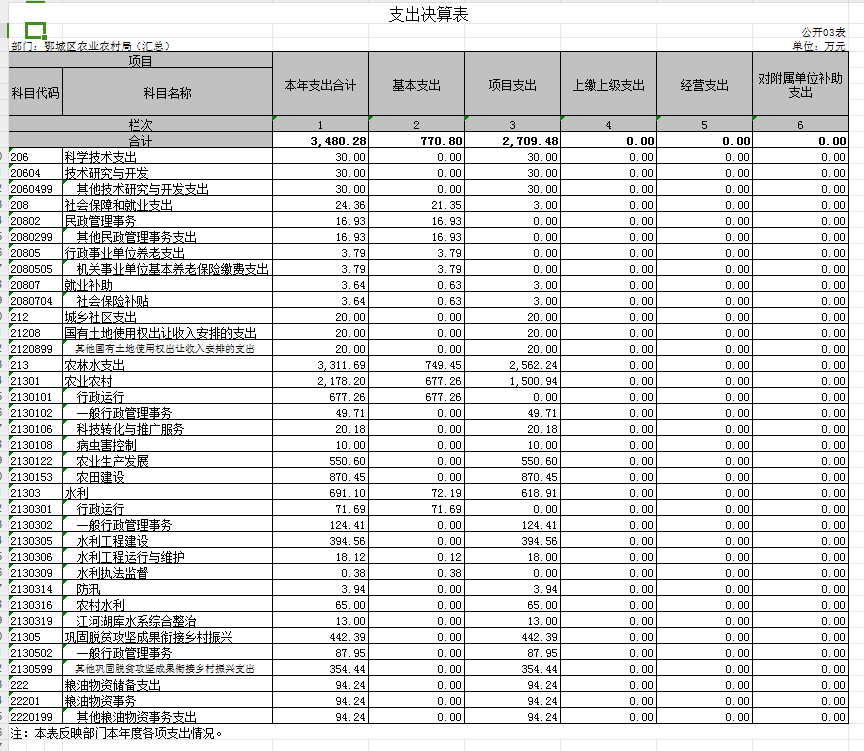 支出决算表
公开03表
部门：鄂城区农业农村局（汇总） 单位：万元
项目 本年支出合计 基本支出 项目支出 上缴上级支出 经营支出 对附属单位补助支出
科目代码 科目名称
栏次 1 2 3 4 5 6
合计 3,480.28 770.80 2,709.48 0.00 0.00 0.00
206 科学技术支出 30.00 0.00 30.00 0.00 0.00 0.00
20604 技术研究与开发 30.00 0.00 30.00 0.00 0.00 0.00
2060499 其他技术研究与开发支出 30.00 0.00 30.00 0.00 0.00 0.00
208 社会保障和就业支出 24.36 21.35 3.00 0.00 0.00 0.00
20802 民政管理事务 16.93 16.93 0.00 0.00 0.00 0.00
2080299 其他民政管理事务支出 16.93 16.93 0.00 0.00 0.00 0.00
20805 行政事业单位养老支出 3.79 3.79 0.00 0.00 0.00 0.00
2080505 机关事业单位基本养老保险缴费支出 3.79 3.79 0.00 0.00 0.00 0.00
20807 就业补助 3.64 0.63 3.00 0.00 0.00 0.00
2080704 社会保险补贴 3.64 0.63 3.00 0.00 0.00 0.00
212 城乡社区支出 20.00 0.00 20.00 0.00 0.00 0.00
21208 国有土地使用权出让收入安排的支出 20.00 0.00 20.00 0.00 0.00 0.00
2120899 其他国有土地使用权出让收入安排的支出 20.00 0.00 20.00 0.00 0.00 0.00
213 农林水支出 3,311.69 749.45 2,562.24 0.00 0.00 0.00
21301 农业农村 2,178.20 677.26 1,500.94 0.00 0.00 0.00
2130101 行政运行 677.26 677.26 0.00 0.00 0.00 0.00
2130102 一般行政管理事务 49.71 0.00 49.71 0.00 0.00 0.00
2130106 科技转化与推广服务 20.18 0.00 20.18 0.00 0.00 0.00
2130108 病虫害控制 10.00 0.00 10.00 0.00 0.00 0.00
2130122 农业生产发展 550.60 0.00 550.60 0.00 0.00 0.00
2130153 农田建设 870.45 0.00 870.45 0.00 0.00 0.00
21303 水利 691.10 72.19 618.91 0.00 0.00 0.00
2130301 行政运行 71.69 71.69 0.00 0.00 0.00 0.00
2130302 一般行政管理事务 124.41 0.00 124.41 0.00 0.00 0.00
2130305 水利工程建设 394.56 0.00 394.56 0.00 0.00 0.00
2130306 水利工程运行与维护 18.12 0.12 18.00 0.00 0.00 0.00
2130309 水利执法监督 0.38 0.38 0.00 0.00 0.00 0.00
2130314 防汛 3.94 0.00 3.94 0.00 0.00 0.00
2130316 农村水利 65.00 0.00 65.00 0.00 0.00 0.00
2130319 江河湖库水系综合整治 13.00 0.00 13.00 0.00 0.00 0.00
21305 巩固脱贫攻坚成果衔接乡村振兴 442.39 0.00 442.39 0.00 0.00 0.00
2130502 一般行政管理事务 87.95 0.00 87.95 0.00 0.00 0.00
2130599 其他巩固脱贫攻坚成果衔接乡村振兴支出 354.44 0.00 354.44 0.00 0.00 0.00
222 粮油物资储备支出 94.24 0.00 94.24 0.00 0.00 0.00
22201 粮油物资事务 94.24 0.00 94.24 0.00 0.00 0.00
2220199 其他粮油物资事务支出 94.24 0.00 94.24 0.00 0.00 0.00
注：本表反映部门本年度各项支出情况。